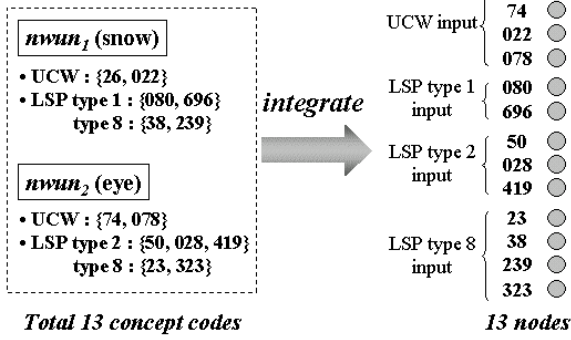 nwun1 (snow)
• UCW : {26, 022}
• LSP type 1 : {080, 696}
type 8 : {38, 239}
nwun2 (eye)
• UCW : {74, 078}
• LSP type 2 : {50, 028, 419}
type 8 : {23, 323}
Total 13 concept codes
integrate
UCW input
74
022
078
LSP type 1
input
080
696
LSP type 2
input
50
028
419
LSP type 8
input
23
38
239
323
13 nodes